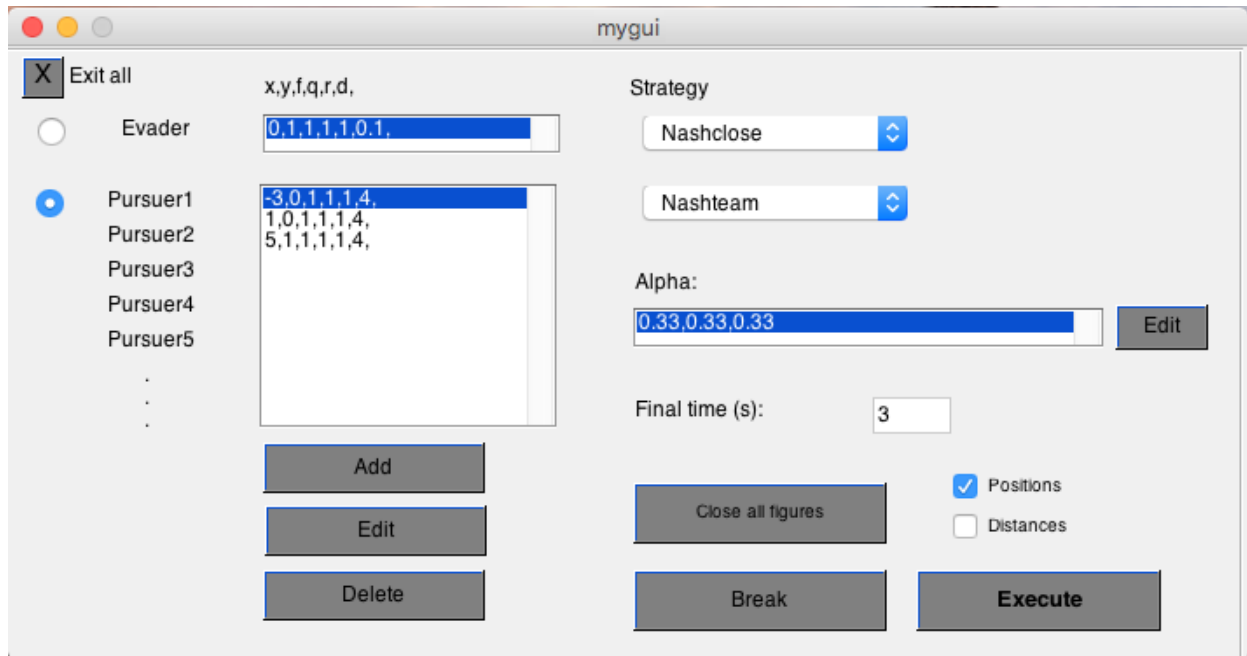 mygui
X Exit all
x,y,f,q,r,d,
Strategy
Evader
0,1,1,1,1,0.1,
Nashclose
Pursuer1
-3,0,1,1,1,4,
Nashteam
Pursuer2
1,0,1,1,1,4,
5,1,1,1,1,4,
Pursuer3
Alpha:
Pursuer4
0.33,0.33,0.33
Edit
Pursuer5
.
.
.
Final time (s):
3
Add
Positions
Close all figures
Edit
Distances
Delete
Break
Execute